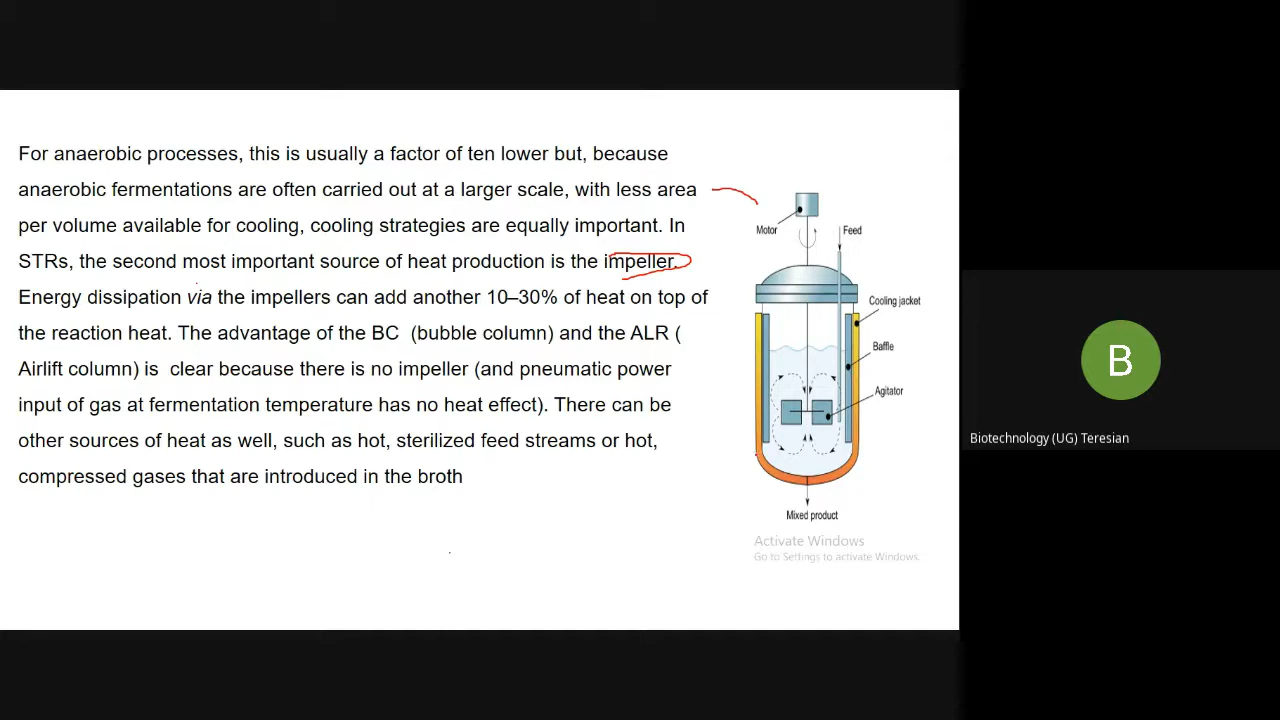 For anaerobic processes, this is usually a factor of ten lower but, because
anaerobic fermentations are often carried out at a larger scale, with less area
per volume available for cooling, cooling strategies are equally important. In
STRs, the second most important source of heat production is the impeller.
Energy dissipation via the impellers can add another 10–30% of heat on top of
the reaction heat. The advantage of the BC (bubble column) and the ALR (
Airlift column) is clear because there is no impeller (and pneumatic power
input of gas at fermentation temperature has no heat effect). There can be
other sources of heat as well, such as hot, sterilized feed streams or hot,
compressed gases that are introduced in the broth
Motor
Feed
Cooling jacket
Baffle
Agitator
Mixed product
Activate Windows
Go to Settings to activate Windows.
B
Biotechnology (UG) Teresian